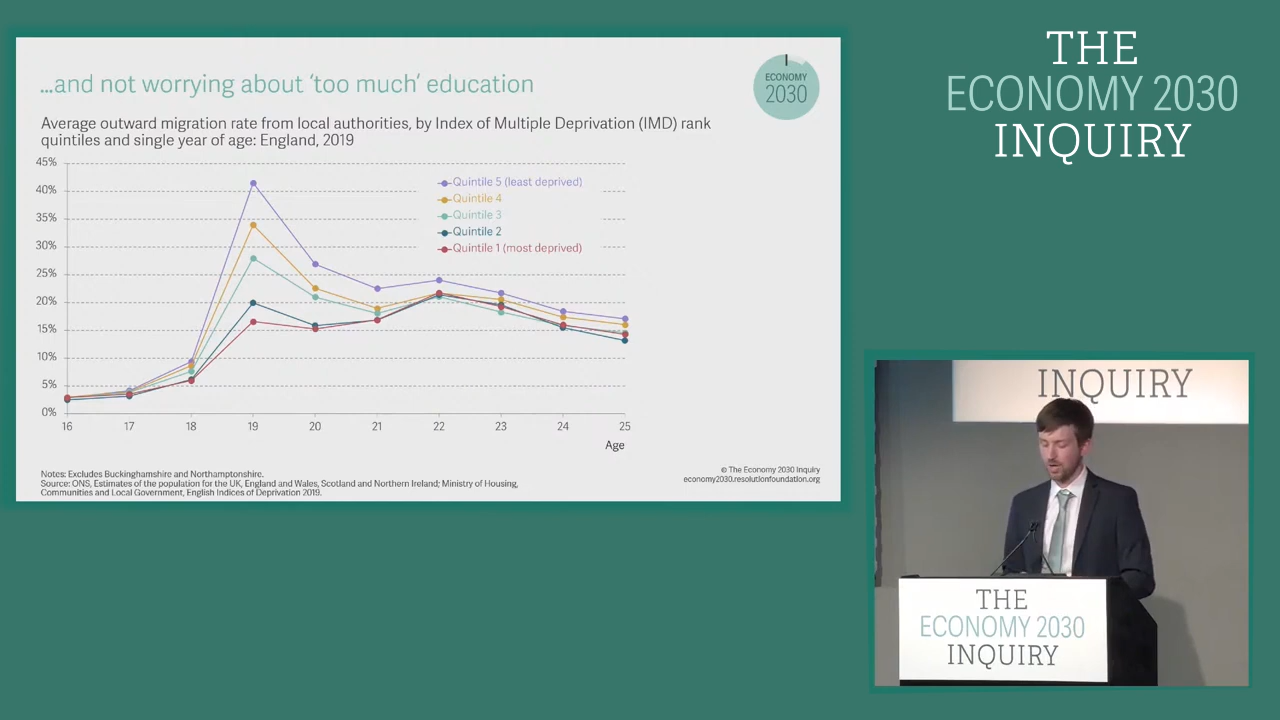 ...and not worrying about ‘too much’ education
ECONOMY
2030
Average outward migration rate from local authorities, by Index of Multiple Deprivation (IMD) rank
quintiles and single year of age: England, 2019
45%
40%
35%
30%
25%
20%
15%
10%
5%
0%
Quintile 5 (least deprived)
Quintile 4
Quintile 3
Quintile 2
Quintile 1 (most deprived)
16 17 18 19 20 21 22 23 24 25
Age
Notes: Excludes Buckinghamshire and Northamptonshire.
Source: ONS, Estimates of the population for the UK, England and Wales, Scotland and Northern Ireland; Ministry of Housing,
Communities and Local Government, English Indices of Deprivation 2019.
© The Economy 2030 Inquiry
economy2030.resolutionfoundation.org
THE
ECONOMY 2030
INQUIRY
INQUIRY
THE
ECONOMY 2030
INQUIRY